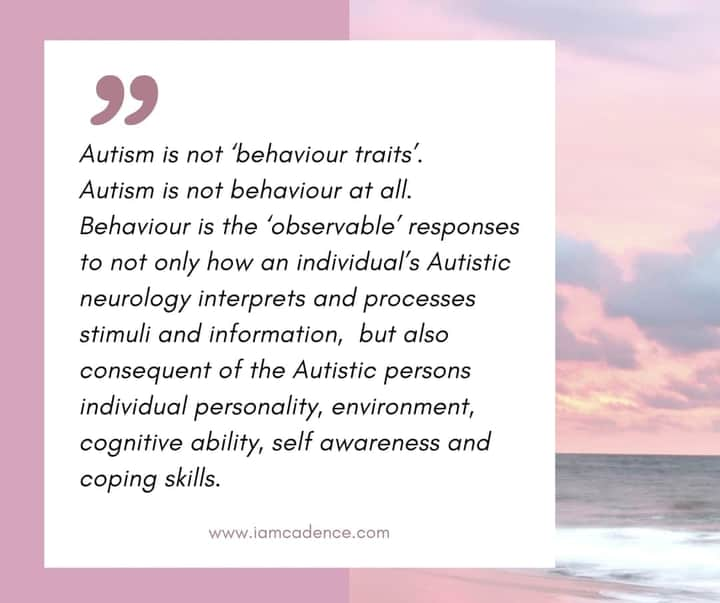 ”
Autism is not ‘behaviour traits’.
Autism is not behaviour at all.
Behaviour is the ‘observable’ responses
to not only how an individual’s Autistic
neurology interprets and processes
stimuli and information,  but also
consequent of the Autistic persons
individual personality, environment,
cognitive ability, self awareness and
coping skills.
www.iamcadence.com